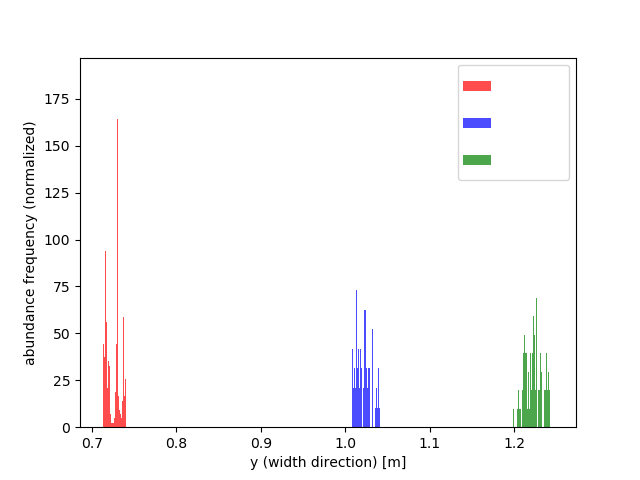 175
150
125
100
75
50
25
0
abundance frequency (normalized)
0.7 0.8 0.9 1.0 1.1 1.2
y (width direction) [m]